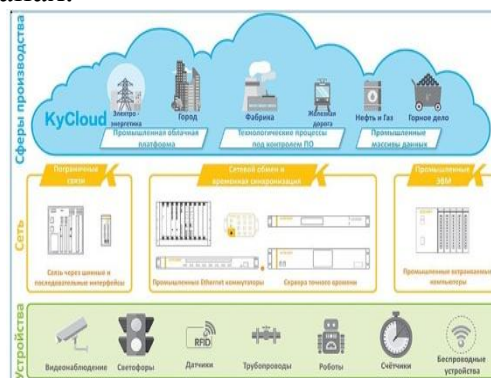 Сферы производства
KyCloud
Электро-
энергетика
Город
Фабрика
Железная
дорога
Нефть и Газ
Горное дело
Промышленная облачная
платформа
Технологические процессы
под контролем ПО
Промышленные
массивы данных
Сеть
Пограничные
связи
Сетевой обмен и
временная синхронизация
Промышленные
ЭВМ
Связь через шинные и
последовательные интерфейсы
Промышленные Ethernet коммутаторы
Сервера точного времени
Промышленные встраиваемые
компьютеры
Устройства
Видеонаблюдение
Светофоры
RFID
Датчики
Трубопроводы
Роботы
Счётчики
Беспроводные
устройства